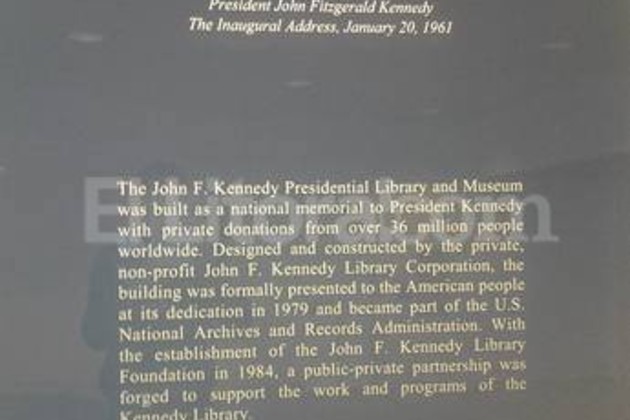 President John Fitzgerald Kennedy
The Inaugural Address, January 20, 1961
The John F. Kennedy Presidential Library and Museum
was built as a national memorial to President Kennedy
with private donations from over 36 million people
worldwide. Designed and constructed by the private,
non-profit John F. Kennedy Library Corporation, the
building was formally presented to the American people
at its dedication in 1979 and became part of the U.S.
National Archives and Records Administration. With
the establishment of the John F. Kennedy Library
Foundation in 1984, a public-private partnership was
forged to support the work and programs of the
Kennedy Library.